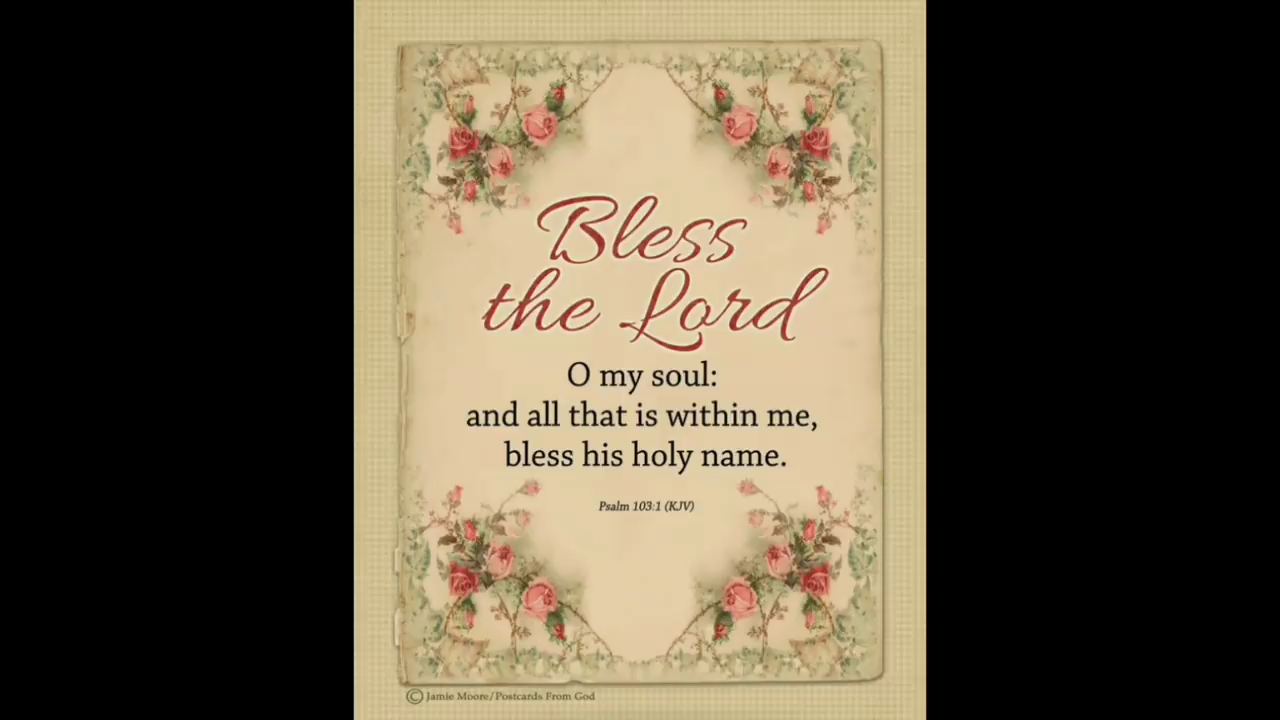 Bless
the Lord
O my soul:
and all that is within me,
bless his holy name.
Psalm 103:1 (KJV)
© Jamie Moore/Postcards From God